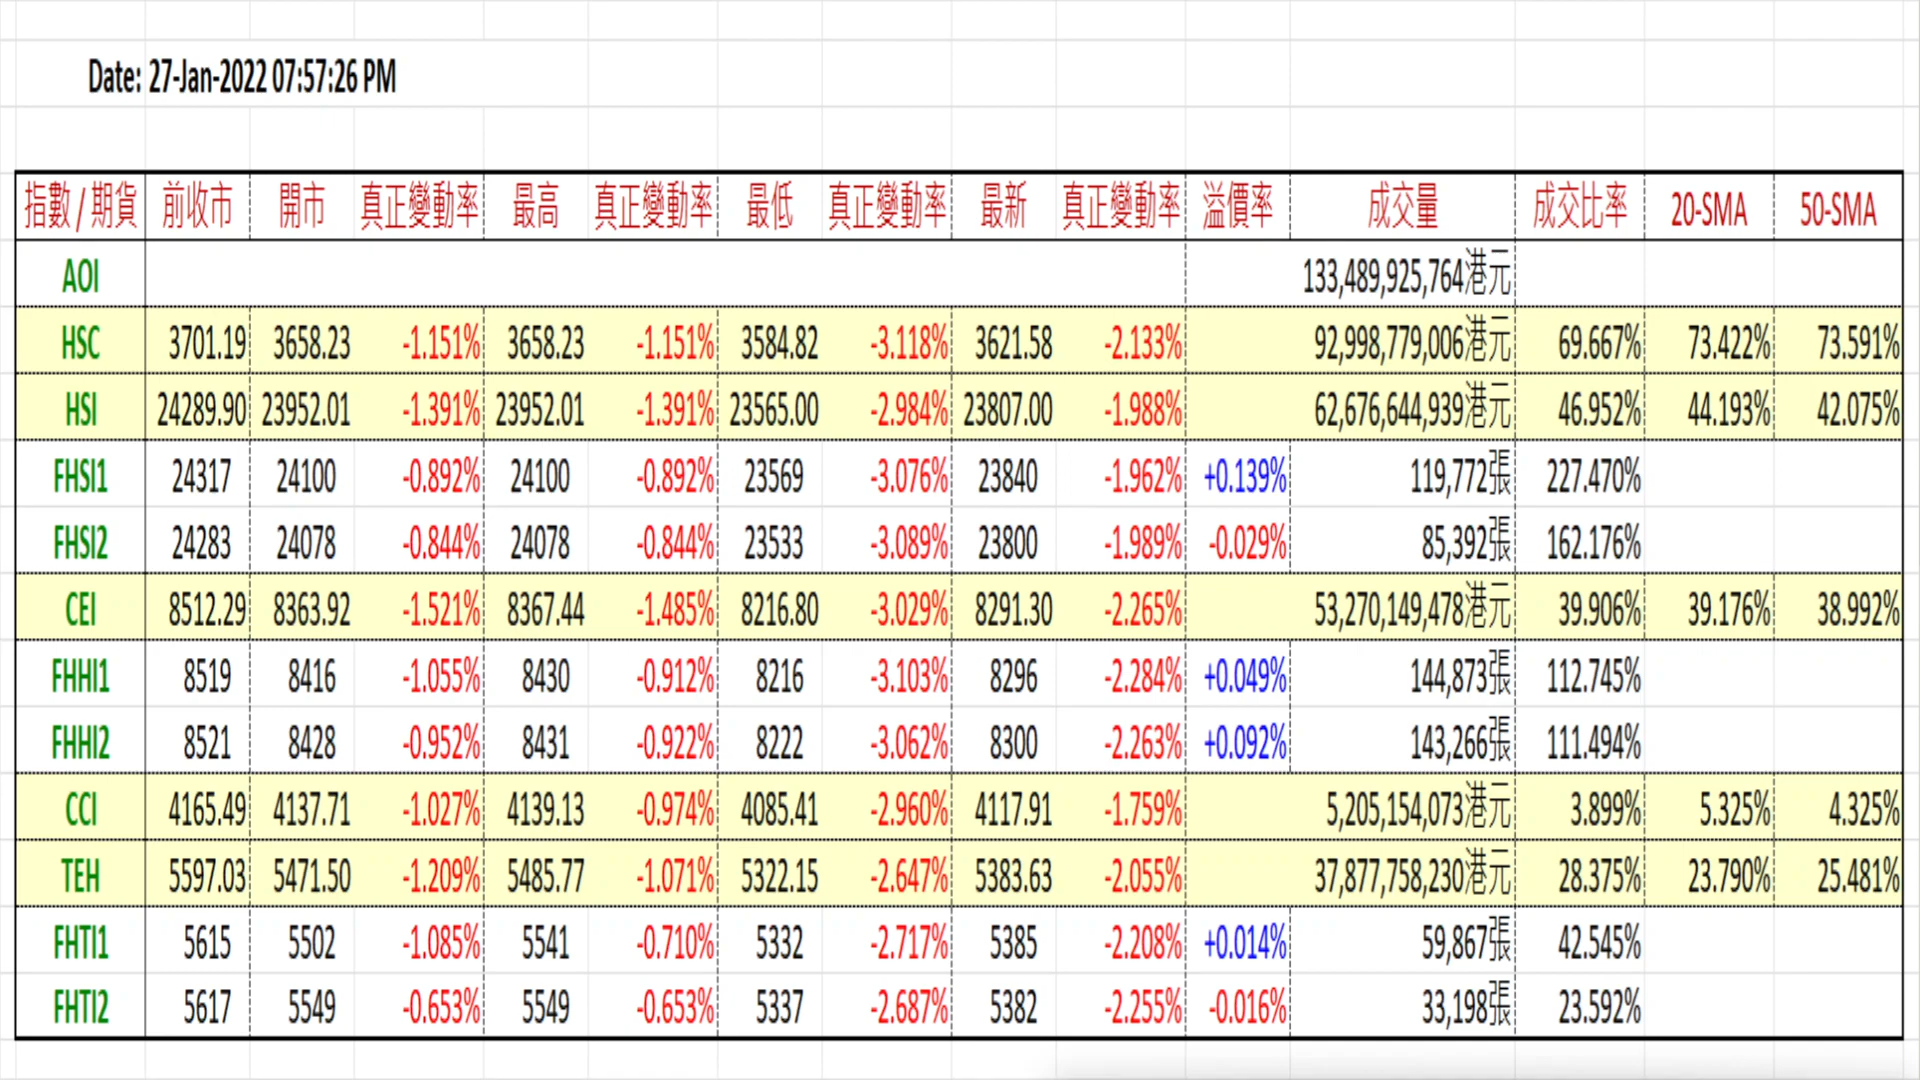 Date: 27-Jan-2022 07:57:26 PM
指數 / 期貨 前收市 開市 真正變動率 最高 真正變動率 最低 真正變動率 最新 真正變動率 溢價率 成交量 成交比率 20-SMA 50-SMA
AOI 133,489,925,764港元
HSC 3701.19 3658.23 -1.151% 3658.23 -1.151% 3584.82 -3.118% 3621.58 -2.133% 92,998,779,006港元 69.667% 73.422% 73.591%
HSI 24289.90 23952.01 -1.391% 23952.01 -1.391% 23565.00 -2.984% 23807.00 -1.988% 62,676,644,939港元 46.952% 44.193% 42.075%
FHSI1 24317 24100 -0.892% 24100 -0.892% 23569 -3.076% 23840 -1.962% +0.139% 119,772張 227.470%
FHSI2 24283 24078 -0.844% 24078 -0.844% 23533 -3.089% 23800 -1.989% -0.029% 85,392張 162.176%
CEI 8512.29 8363.92 -1.521% 8367.44 -1.485% 8216.80 -3.029% 8291.30 -2.265% 53,270,149,478港元 39.906% 39.176% 38.992%
FHHI1 8519 8416 -1.055% 8430 -0.912% 8216 -3.103% 8296 -2.284% +0.049% 144,873張 112.745%
FHHI2 8521 8428 -0.952% 8431 -0.922% 8222 -3.062% 8300 -2.263% +0.092% 143,266張 111.494%
CCI 4165.49 4137.71 -1.027% 4139.13 -0.974% 4085.41 -2.960% 4117.91 -1.759% 5,205,154,073港元 3.899% 5.325% 4.325%
TEH 5597.03 5471.50 -1.209% 5485.77 -1.071% 5322.15 -2.647% 5383.63 -2.055% 37,877,758,230港元 28.375% 23.790% 25.481%
FHTI1 5615 5502 -1.085% 5541 -0.710% 5332 -2.717% 5385 -2.208% +0.014% 59,867張 42.545%
FHTI2 5617 5549 -0.653% 5549 -0.653% 5337 -2.687% 5382 -2.255% -0.016% 33,198張 23.592%